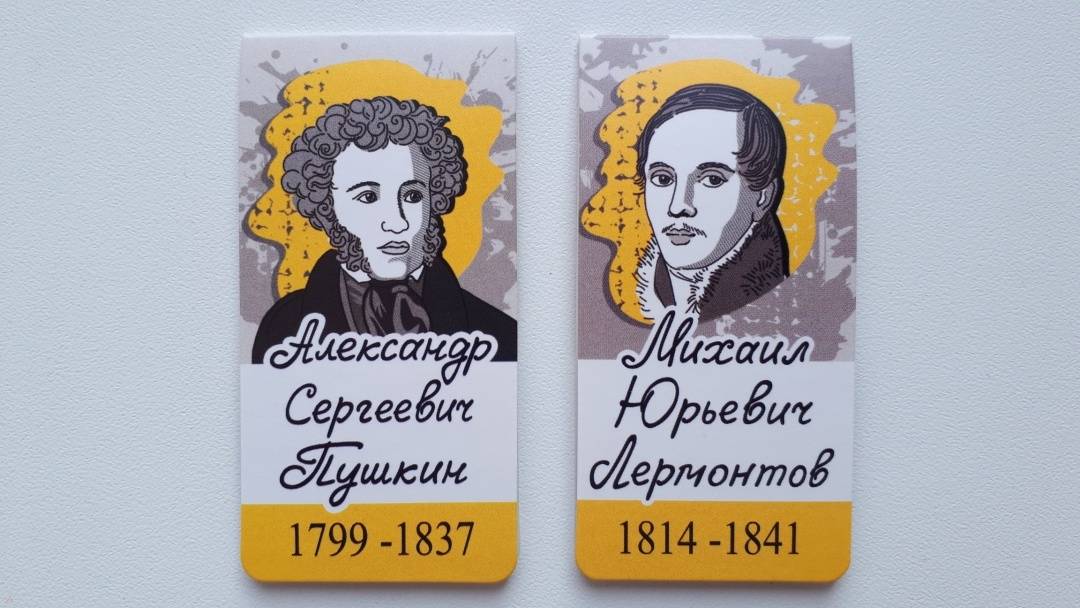 Александр
Сергеевич
Пушкин
1799 -1837
Михаил
Юрьевич
Лермонтов
1814 -1841